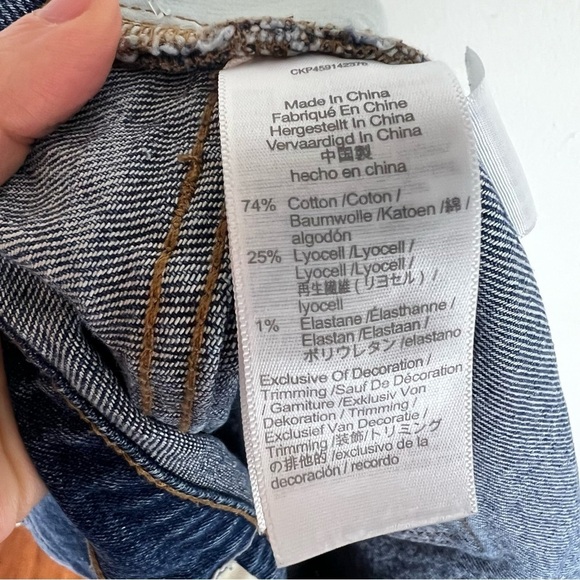 CKP459142376
Made In China
Fabriqué En Chine
Hergestellt In China
Vervaardigd In China
中国製
hecho en china
74% Cotton /Coton /
Baumwolle /Katoen /綿 /
algodón
25% Lyocell /Lyocell /
Lyocell /Lyocell /
再生繊維 (リヨセル) /
lyocell
1% Élastane /Élasthanne /
Elastan /Elastaan /
ポリウレタン /elastano
Exclusive Of Decoration /
Trimming /Sauf De Décoration
/ Garniture /Exklusiv Von
Dekoration / Trimming /
Exclusief Van Decoratie /
Trimming /装飾/トリミング
の排他的 /exclusivo de la
decoración / recordo